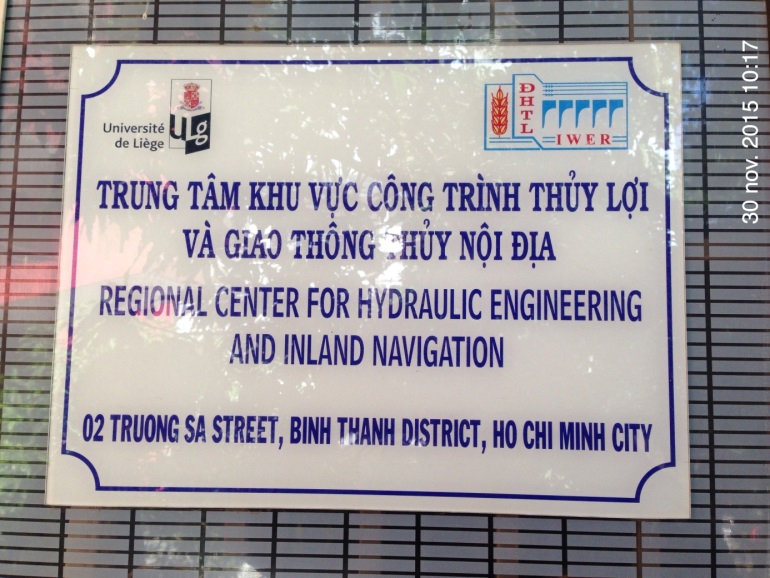 Université
de Liège
ULg
ĐHTL
IWER
TRUNG TÂM KHU VỰC CÔNG TRÌNH THỦY LỢI
VÀ GIAO THÔNG THỦY NỘI ĐỊA
REGIONAL CENTER FOR HYDRAULIC ENGINEERING
AND INLAND NAVIGATION
02 TRUONG SA STREET, BINH THANH DISTRICT, HO CHI MINH CITY
30 nov. 2015 10:17